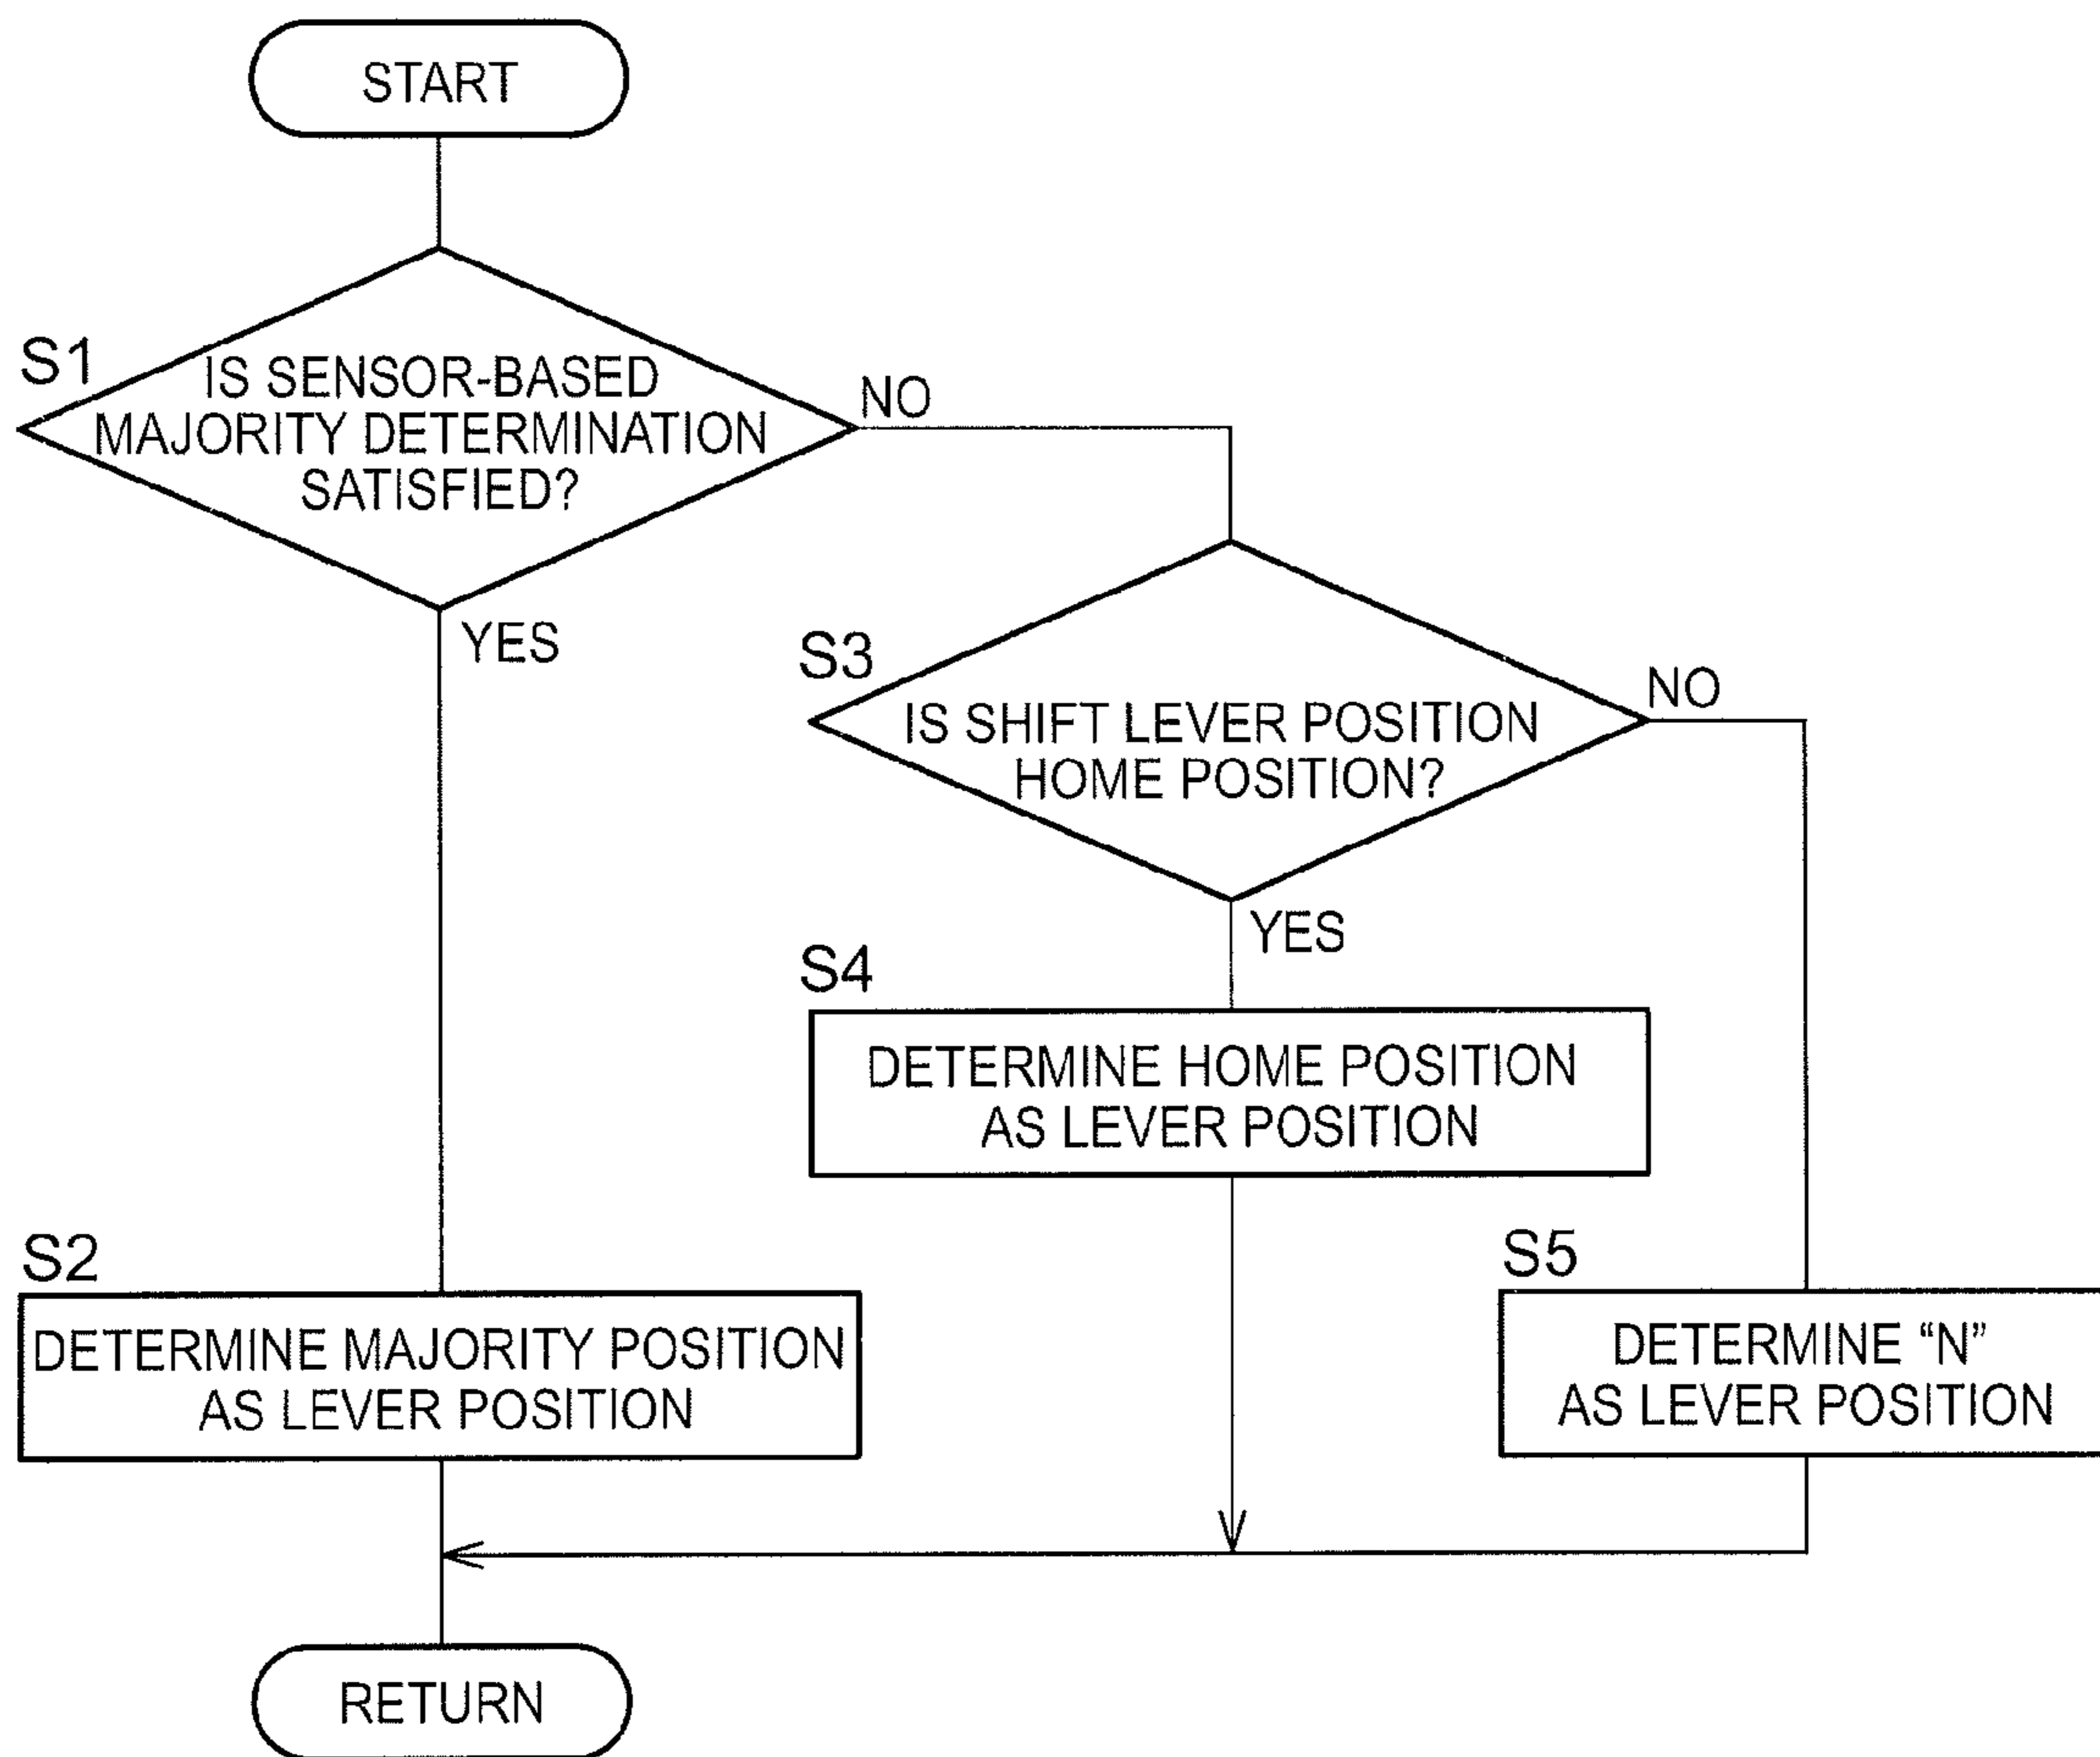 START
S1
IS SENSOR-BASED
MAJORITY DETERMINATION
SATISFIED?
NO
YES
S3
IS SHIFT LEVER POSITION
HOME POSITION?
NO
YES
S4
DETERMINE HOME POSITION
AS LEVER POSITION
S2
DETERMINE MAJORITY POSITION
AS LEVER POSITION
S5
DETERMINE “N”
AS LEVER POSITION
RETURN